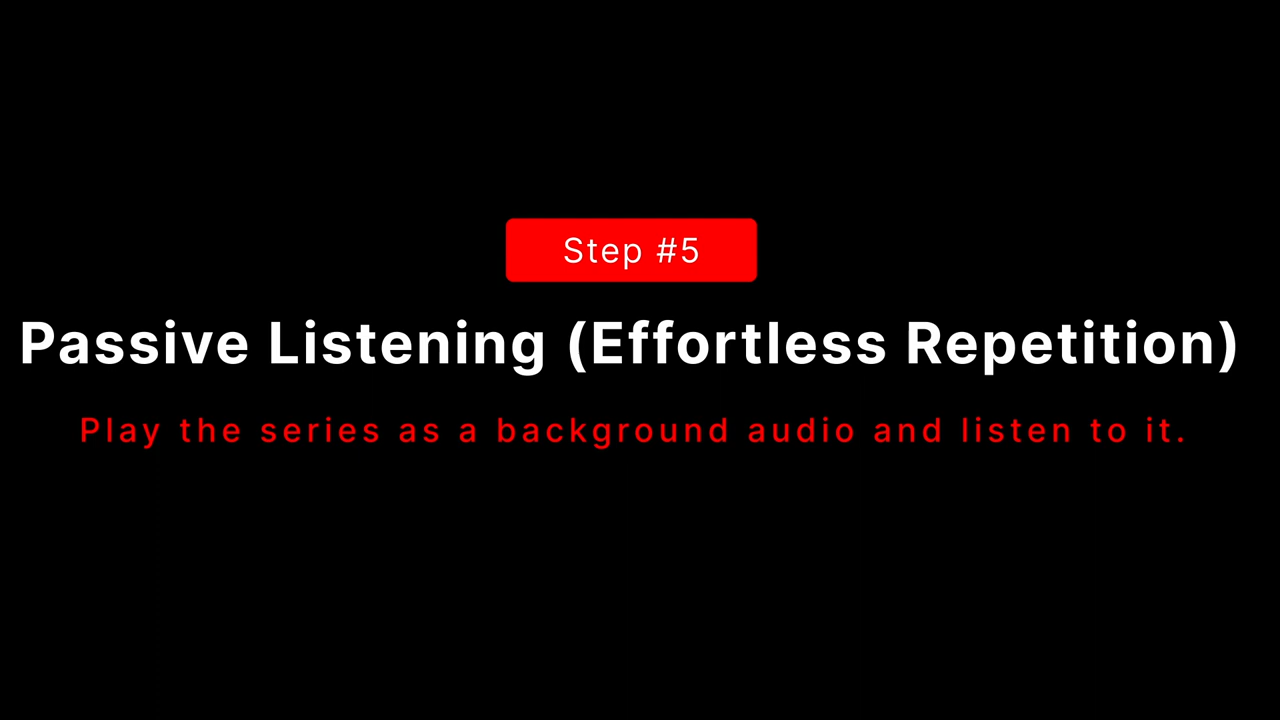 Step #5
Passive Listening (Effortless Repetition)
Play the series as a background audio and listen to it.